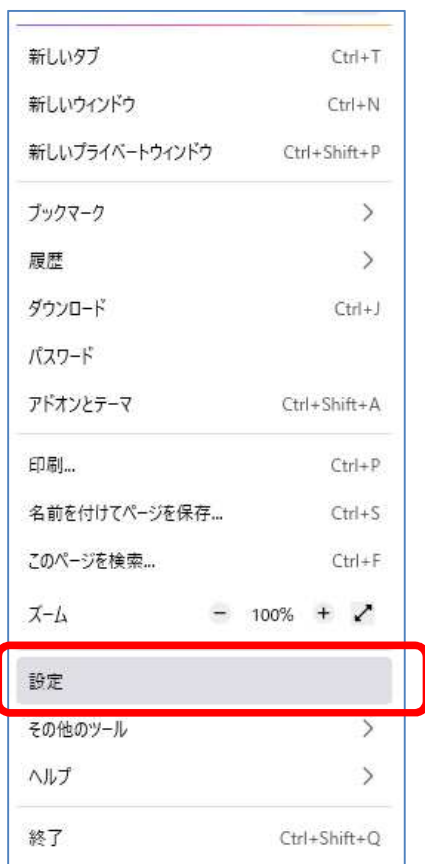 新しいタブ Ctrl+T
新しいウィンドウ Ctrl+N
新しいプライベートウィンドウ Ctrl+Shift+P
ブックマーク
履歴
ダウンロード Ctrl+J
パスワード
アドオンとテーマ Ctrl+Shift+A
印刷... Ctrl+P
名前を付けてページを保存... Ctrl+S
このページを検索... Ctrl+F
ズーム − 100% +
設定
その他のツール
ヘルプ
終了 Ctrl+Shift+Q